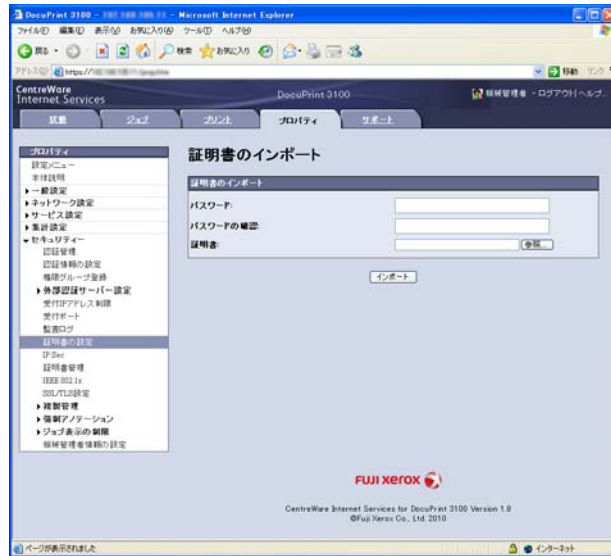 DocuPrint 3100 - Microsoft Internet Explorer
ファイル(F) 編集(E) 表示(V) お気に入り(A) ツール(T) ヘルプ(H)
戻る 検索 お気に入り
アドレス(D) https://
移動 リンク
CentreWare
Internet Services
DocuPrint 3100
機械管理者 - ログアウト ヘルプ
状態 ジョブ プリント プロパティ サポート
プロパティ
設定メニュー
本体説明
一般設定
ネットワーク設定
サービス設定
集計設定
セキュリティー
認証管理
認証情報の設定
権限グループ登録
外部認証サーバー設定
受付IPアドレス制限
受付ポート
監査ログ
証明書の設定
IP Sec
証明書管理
IEEE 802.1x
SSL/TLS設定
複製管理
強制アノテーション
ジョブ表示の制限
機械管理者情報の設定
証明書のインポート
証明書のインポート
パスワード:
パスワードの確認:
証明書:
参照...
インポート
FUJI XEROX
CentreWare Internet Services for DocuPrint 3100 Version 1.8
©Fuji Xerox Co., Ltd. 2010
ページが表示されました
インターネット